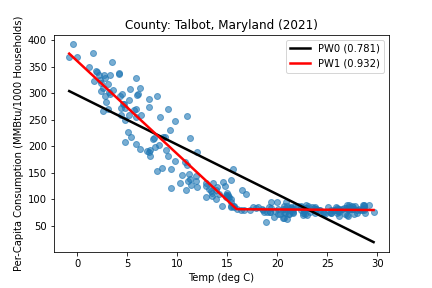 County: Talbot, Maryland (2021)
Per-Capita Consumption (MMBtu/1000 Households)
400
350
300
250
200
150
100
50
PW0 (0.781)
PW1 (0.932)
0 5 10 15 20 25 30
Temp (deg C)